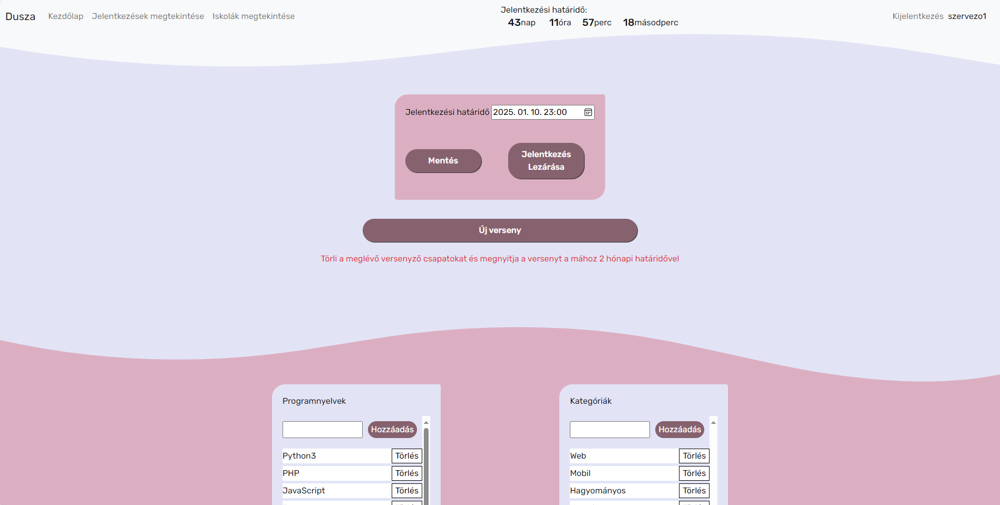 Dusza Kezdőlap Jelentkezések megtekintése Iskolák megtekintése
Jelentkezési határidő:
43nap 11óra 57perc 18másodperc
Kijelentkezés szervezo1
Jelentkezési határidő 2025. 01. 10. 23:00
Mentés
Jelentkezés
Lezárása
Új verseny
Törli a meglévő versenyző csapatokat és megnyitja a versenyt a mához 2 hónapi határidővel
Programnyelvek
Hozzáadás
Python3 Törlés
PHP Törlés
JavaScript Törlés
Kategóriák
Hozzáadás
Web Törlés
Mobil Törlés
Hagyományos Törlés